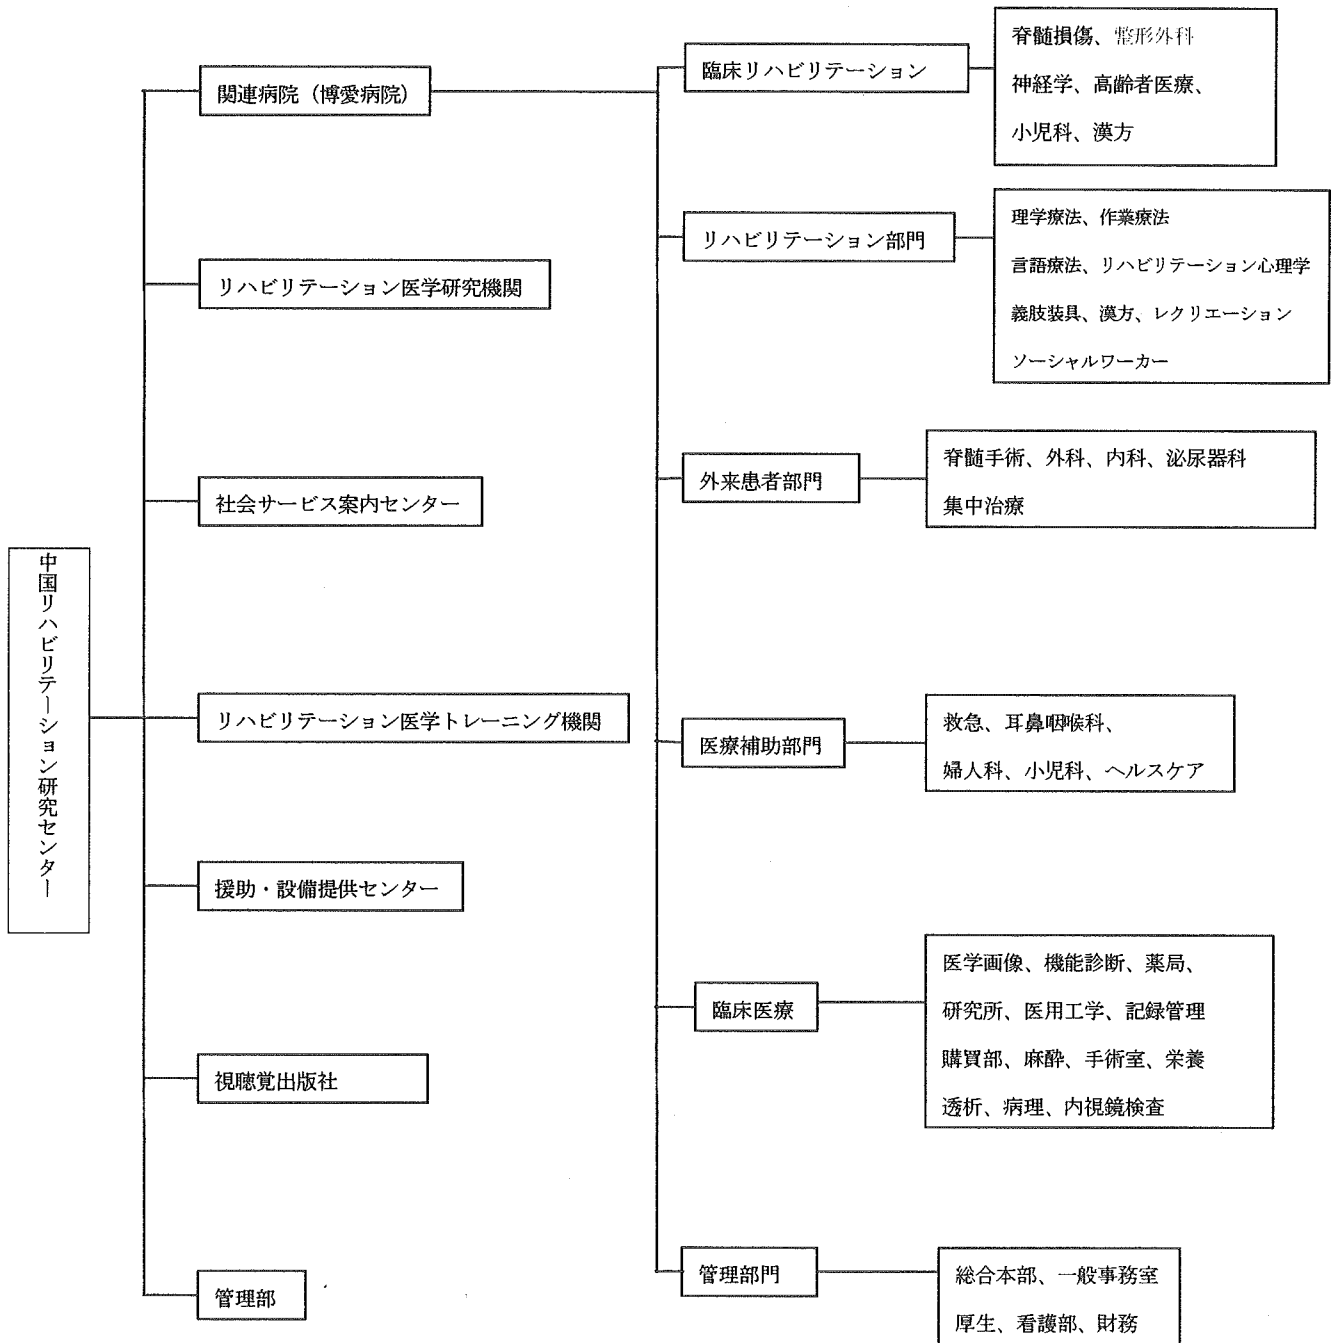 中国リハビリテーション研究センター
関連病院（博愛病院）
リハビリテーション医学研究機関
社会サービス案内センター
リハビリテーション医学トレーニング機関
援助・設備提供センター
視聴覚出版社
管理部
臨床リハビリテーション
脊髄損傷、整形外科
神経学、高齢者医療、
小児科、漢方
リハビリテーション部門
理学療法、作業療法
言語療法、リハビリテーション心理学
義肢装具、漢方、レクリエーション
ソーシャルワーカー
外来患者部門
脊髄手術、外科、内科、泌尿器科
集中治療
医療補助部門
救急、耳鼻咽喉科、
婦人科、小児科、ヘルスケア
臨床医療
医学画像、機能診断、薬局、
研究所、医用工学、記録管理
購買部、麻酔、手術室、栄養
透析、病理、内視鏡検査
管理部門
総合本部、一般事務室
厚生、看護部、財務